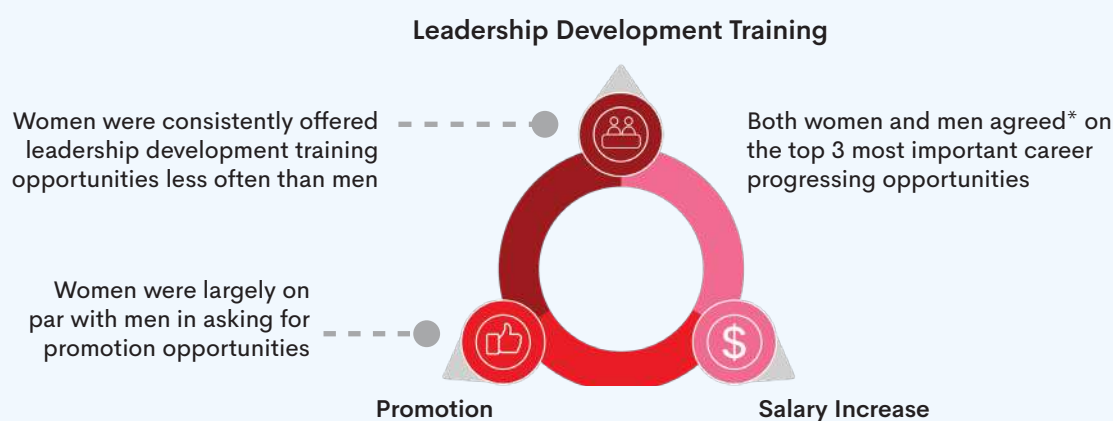 Leadership Development Training
Women were consistently offered
leadership development training
opportunities less often than men
Both women and men agreed* on
the top 3 most important career
progressing opportunities
Women were largely on
par with men in asking for
promotion opportunities
$
Promotion
Salary Increase